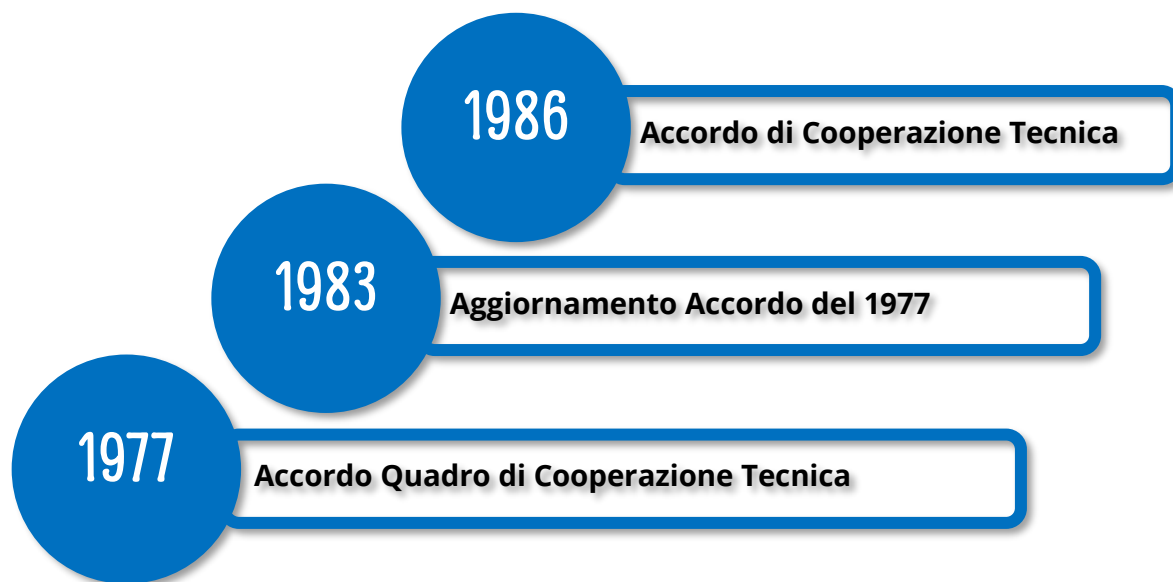 1986
Accordo di Cooperazione Tecnica
1983
Aggiornamento Accordo del 1977
1977
Accordo Quadro di Cooperazione Tecnica